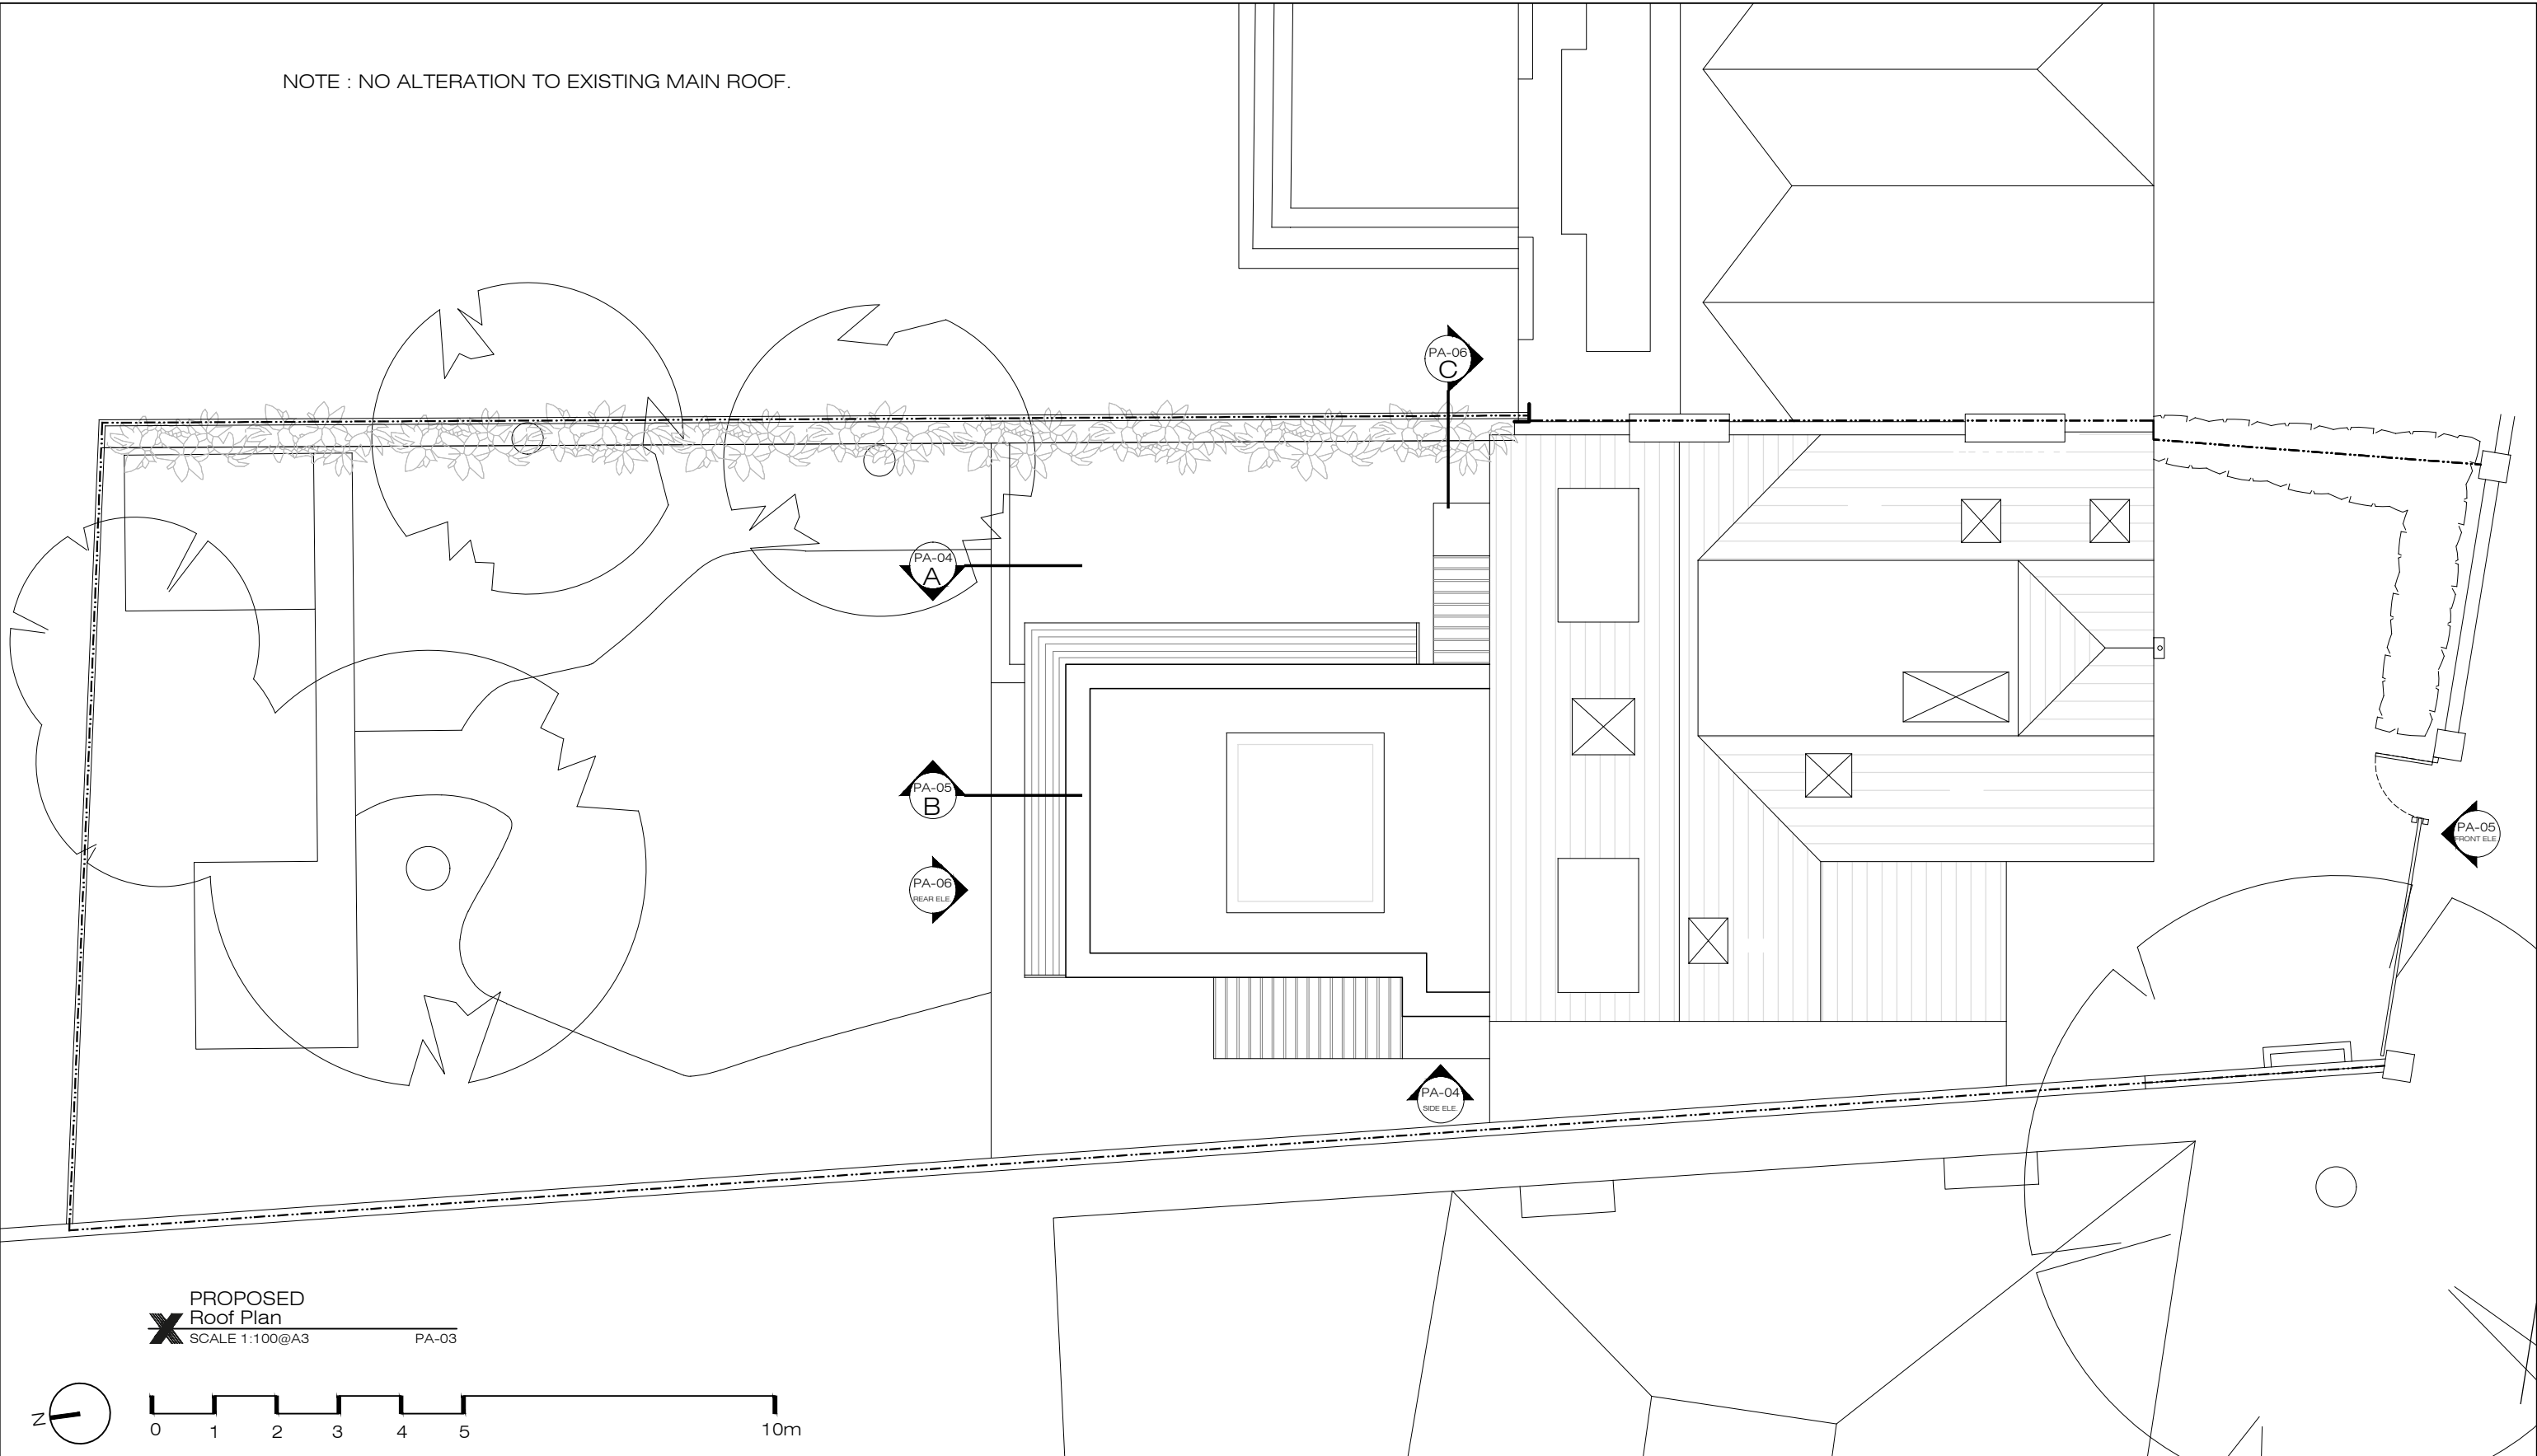 NOTE : NO ALTERATION TO EXISTING MAIN ROOF.
PA-06
C
PA-04
A
PA-05
B
PA-06
REAR ELE.
PA-05
FRONT ELE.
PA-04
SIDE ELE.
PROPOSED
Roof Plan
SCALE 1:100@A3 PA-03
N
0 1 2 3 4 5 10m